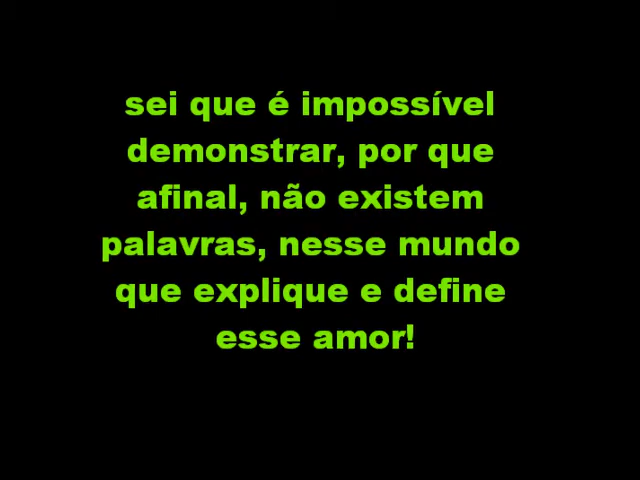 sei que é impossível
demonstrar, por que
afinal, não existem
palavras, nesse mundo
que explique e define
esse amor!